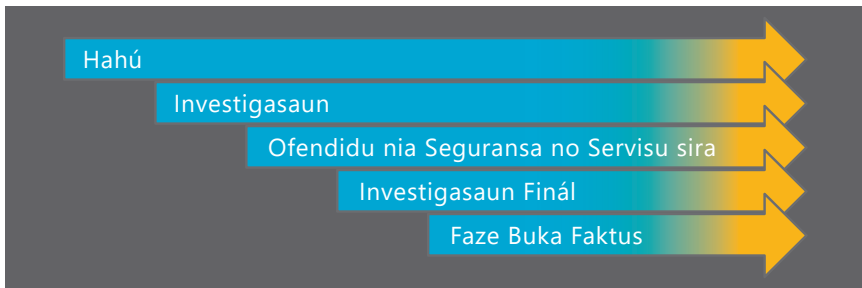 Hahú
Investigasaun
Ofendidu nia Seguransa no Servisu sira
Investigasaun Finál
Faze Buka Faktus